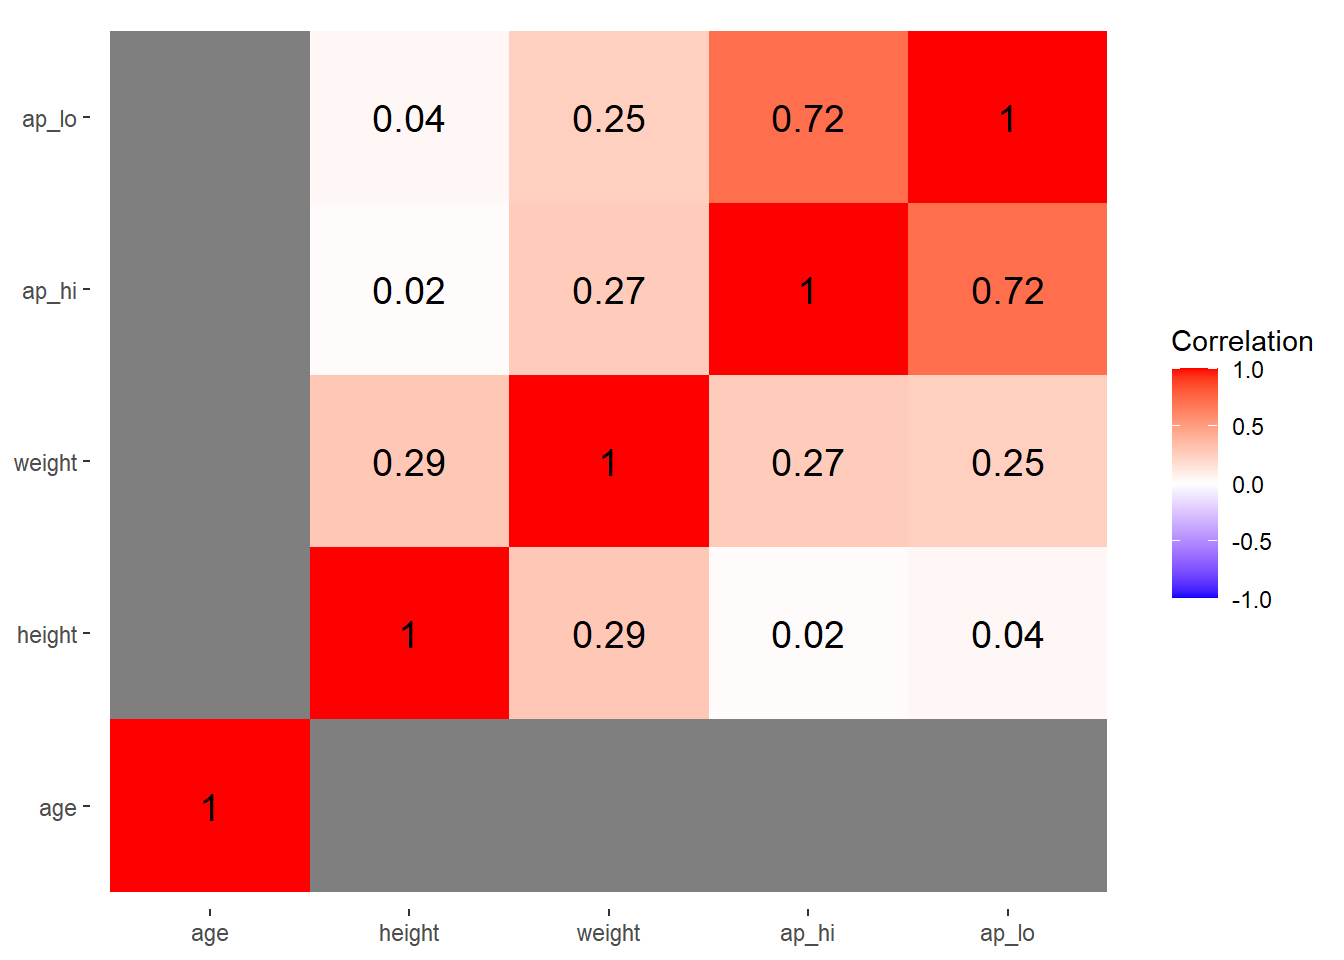 ap_lo 0.04 0.25 0.72 1
ap_hi 0.02 0.27 1 0.72
weight 0.29 1 0.27 0.25
height 1 0.29 0.02 0.04
age 1
age height weight ap_hi ap_lo
Correlation
1.0
0.5
0.0
-0.5
-1.0